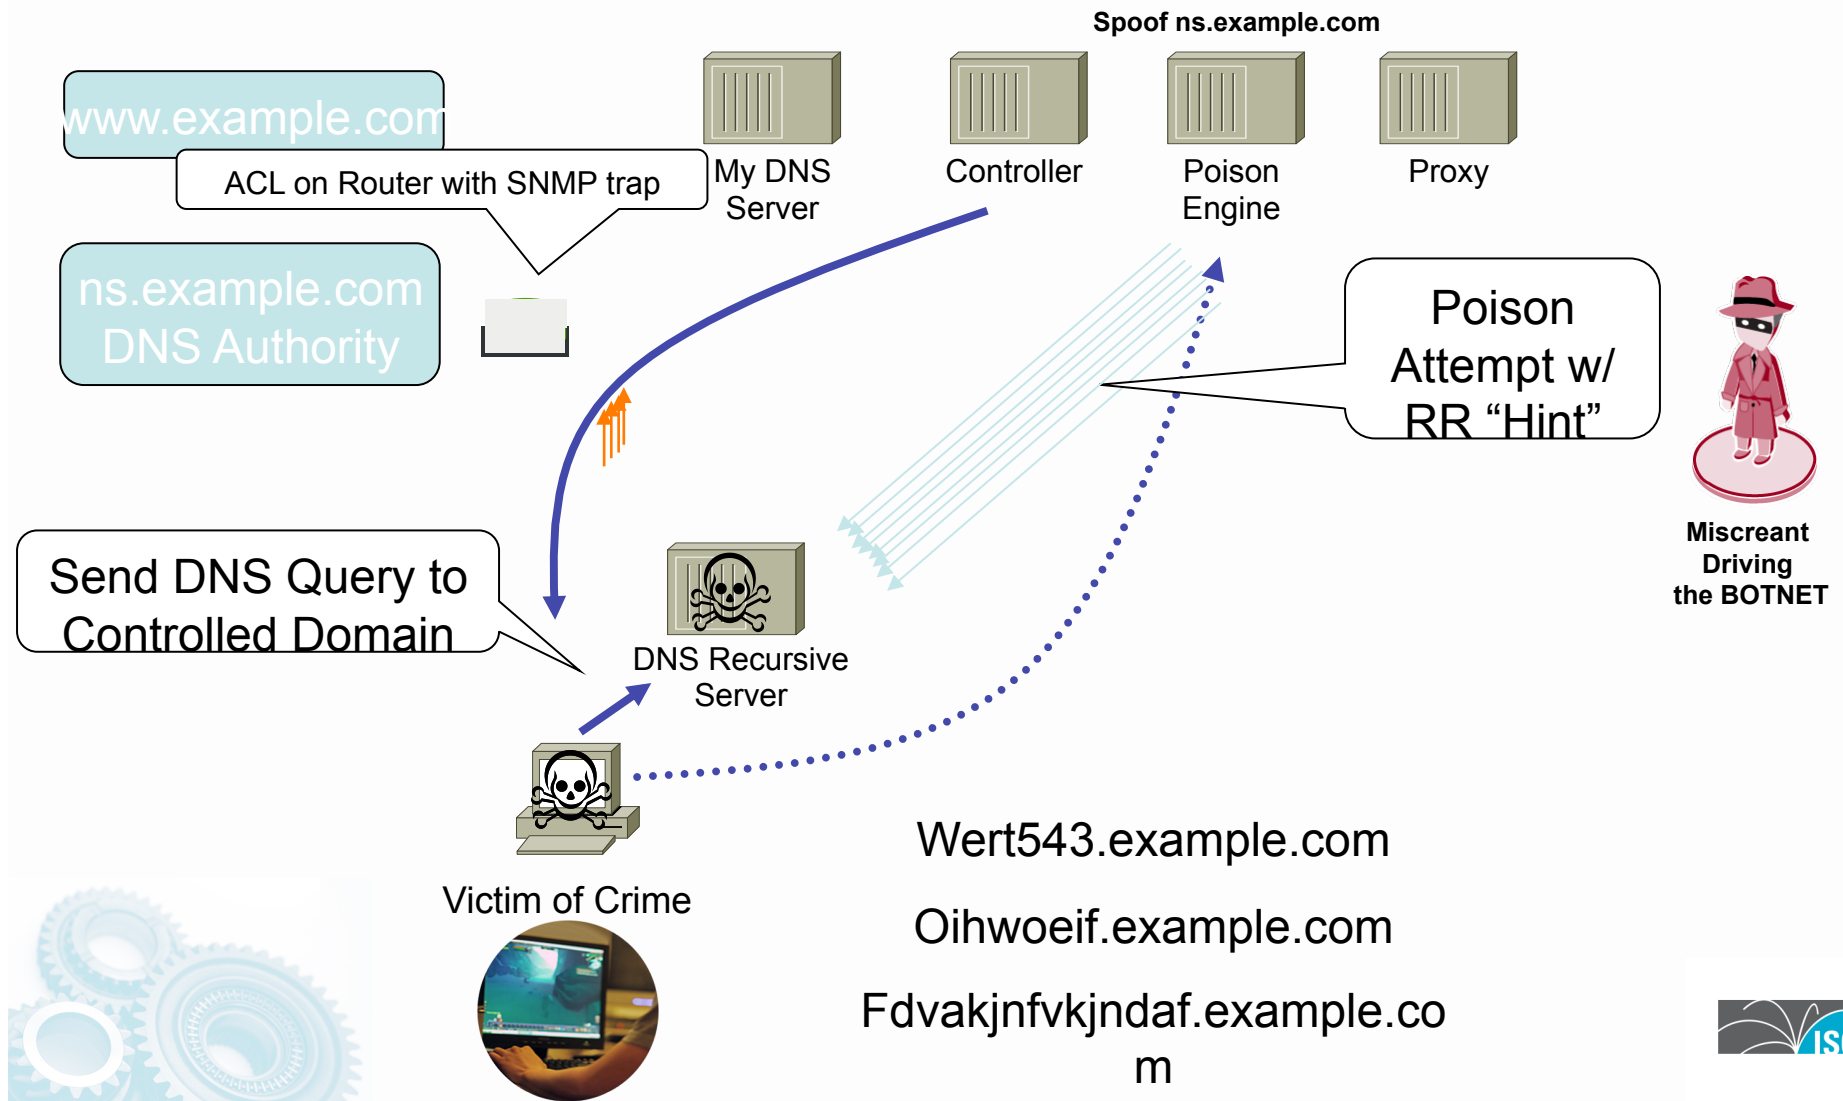 Spoof ns.example.com
www.example.com
ACL on Router with SNMP trap
My DNS
Server
Controller
Poison
Engine
Proxy
ns.example.com
DNS Authority
Poison
Attempt w/
RR “Hint”
Miscreant
Driving
the BOTNET
Send DNS Query to
Controlled Domain
DNS Recursive
Server
Victim of Crime
Wert543.example.com
Oihwoeif.example.com
Fdvakjnfvkjndaf.example.co
m